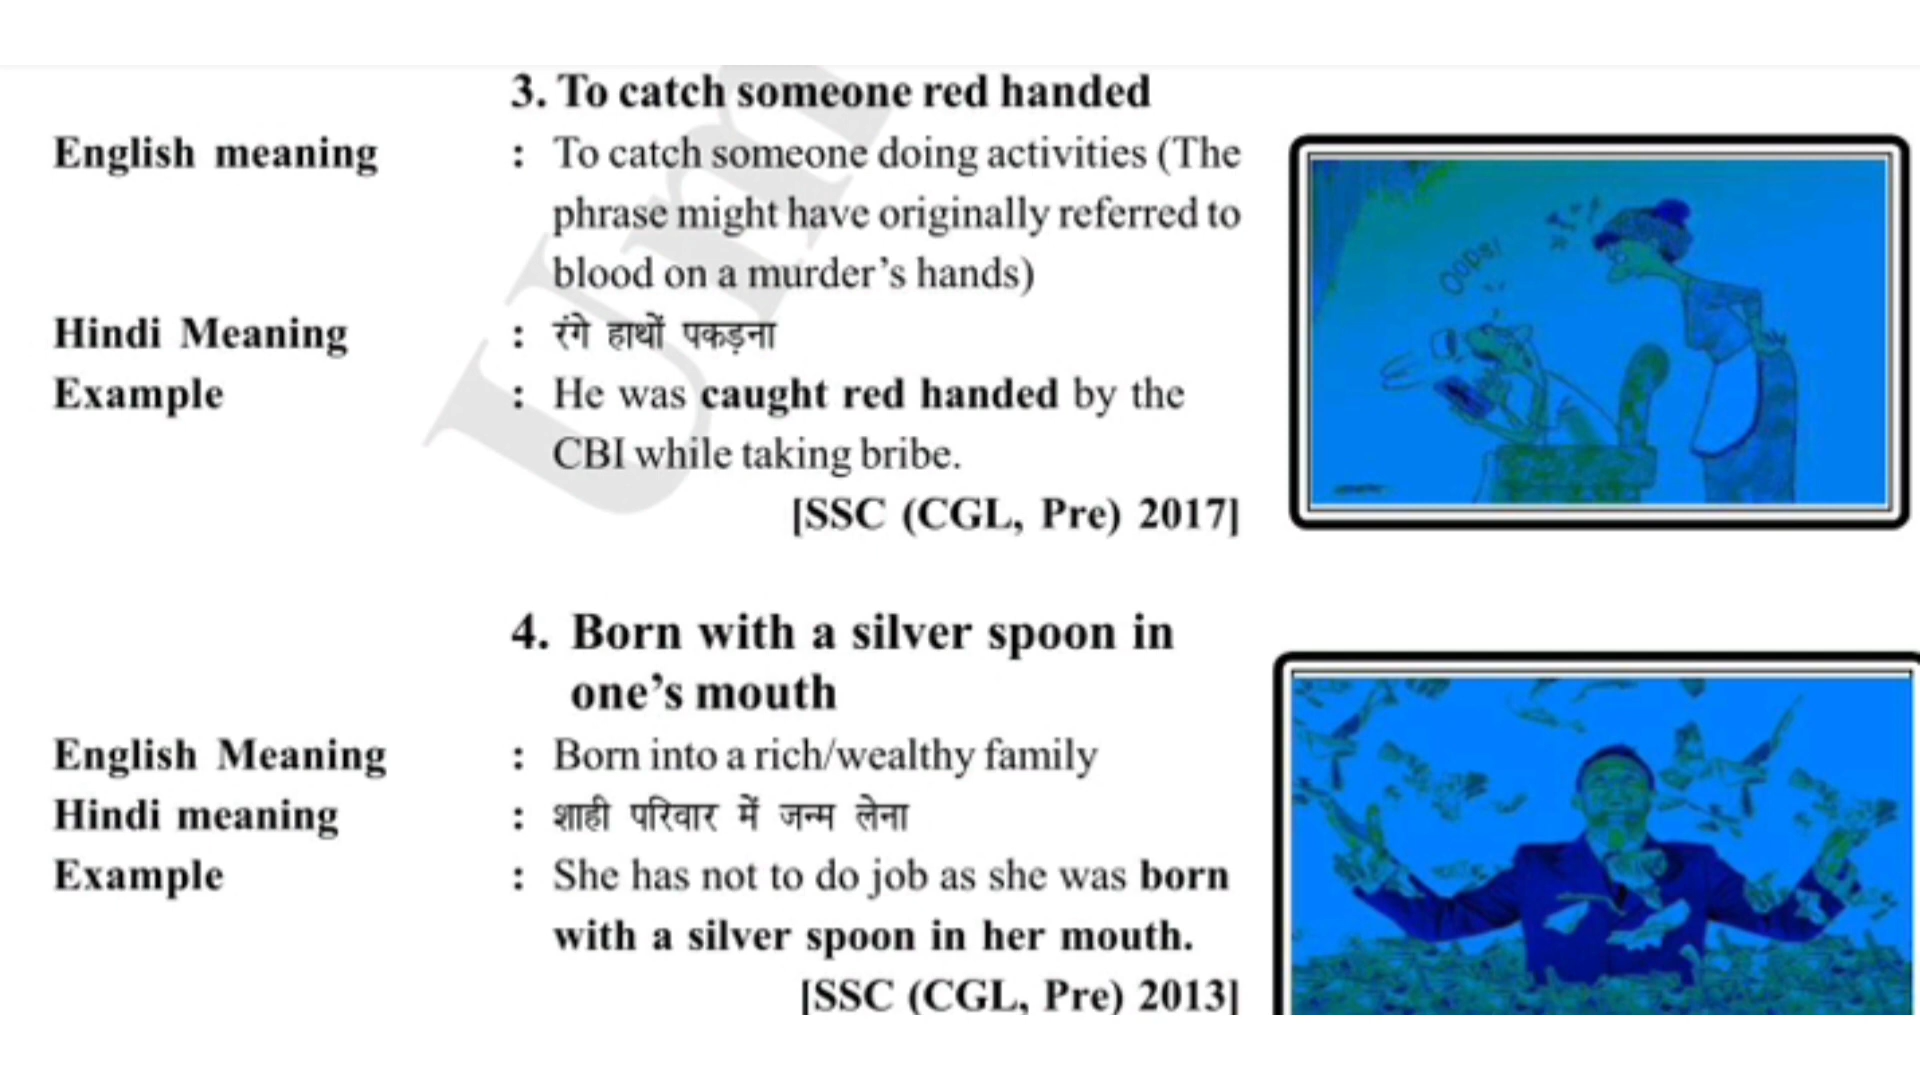 3. To catch someone red handed
English meaning : To catch someone doing activities (The
phrase might have originally referred to
blood on a murder’s hands)
Hindi Meaning : रंगे हाथों पकड़ना
Example : He was caught red handed by the
CBI while taking bribe.
[SSC (CGL, Pre) 2017]
Oops!
4. Born with a silver spoon in
one’s mouth
English Meaning : Born into a rich/wealthy family
Hindi meaning : शाही परिवार में जन्म लेना
Example : She has not to do job as she was born
with a silver spoon in her mouth.
[SSC (CGL, Pre) 2013]
Um